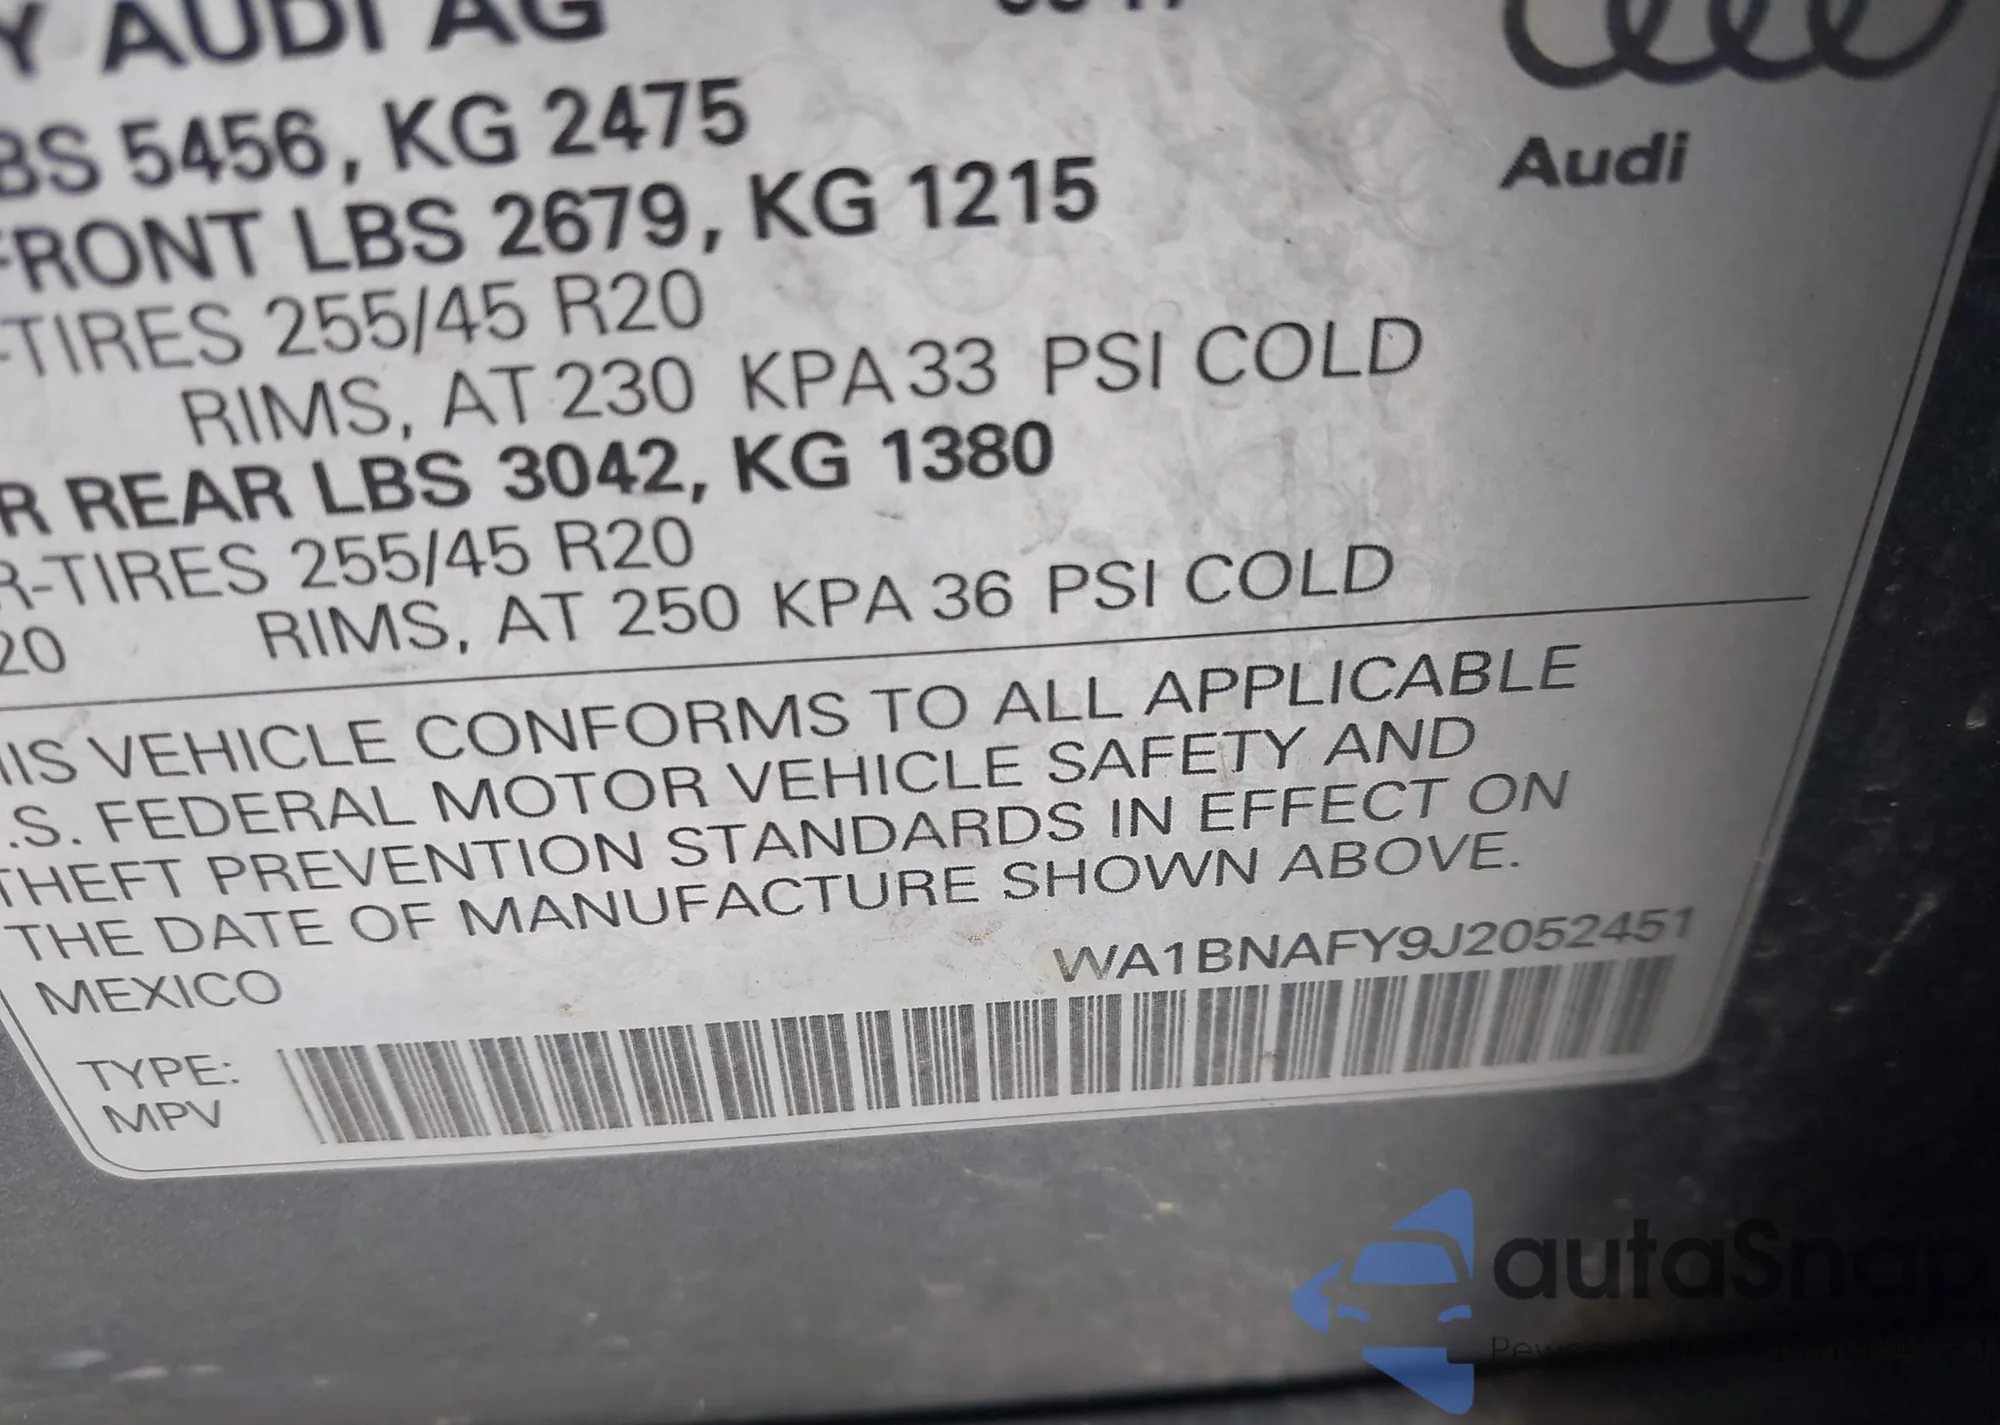 Y AUDI AG
BS 5456, KG 2475
FRONT LBS 2679, KG 1215
-TIRES 255/45 R20
RIMS, AT 230 KPA 33 PSI COLD
R REAR LBS 3042, KG 1380
R-TIRES 255/45 R20
20 RIMS, AT 250 KPA 36 PSI COLD
HIS VEHICLE CONFORMS TO ALL APPLICABLE
.S. FEDERAL MOTOR VEHICLE SAFETY AND
THEFT PREVENTION STANDARDS IN EFFECT ON
THE DATE OF MANUFACTURE SHOWN ABOVE.
MEXICO
WA1BNAFY9J2052451
TYPE:
MPV
Audi
autaSnap